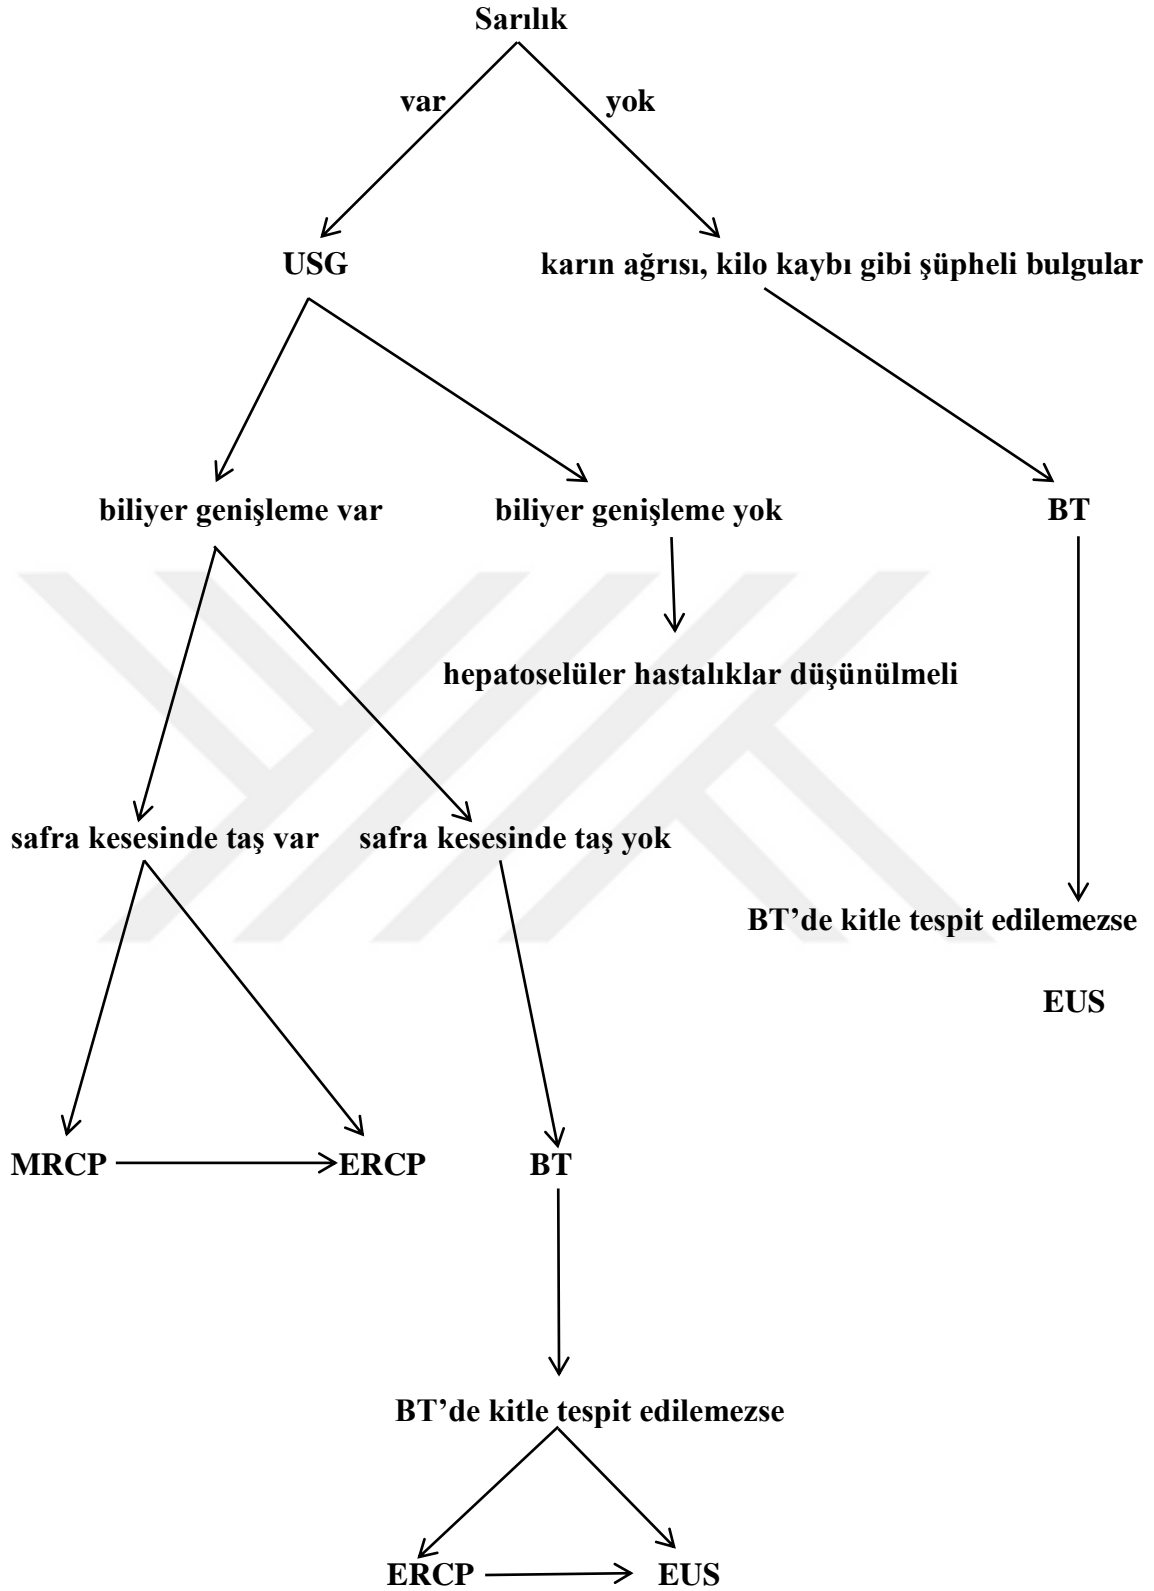 Sarılık
var
yok
USG
karın ağrısı, kilo kaybı gibi şüpheli bulgular
biliyer genişleme var
biliyer genişleme yok
BT
hepatoselüler hastalıklar düşünülmeli
safra kesesinde taş var
safra kesesinde taş yok
BT’de kitle tespit edilemezse
EUS
MRCP
ERCP
BT
BT’de kitle tespit edilemezse
ERCP
EUS